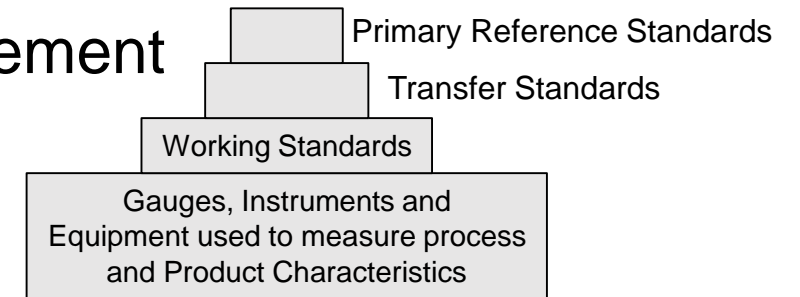 ement
Primary Reference Standards
Transfer Standards
Working Standards
Gauges, Instruments and
Equipment used to measure process
and Product Characteristics